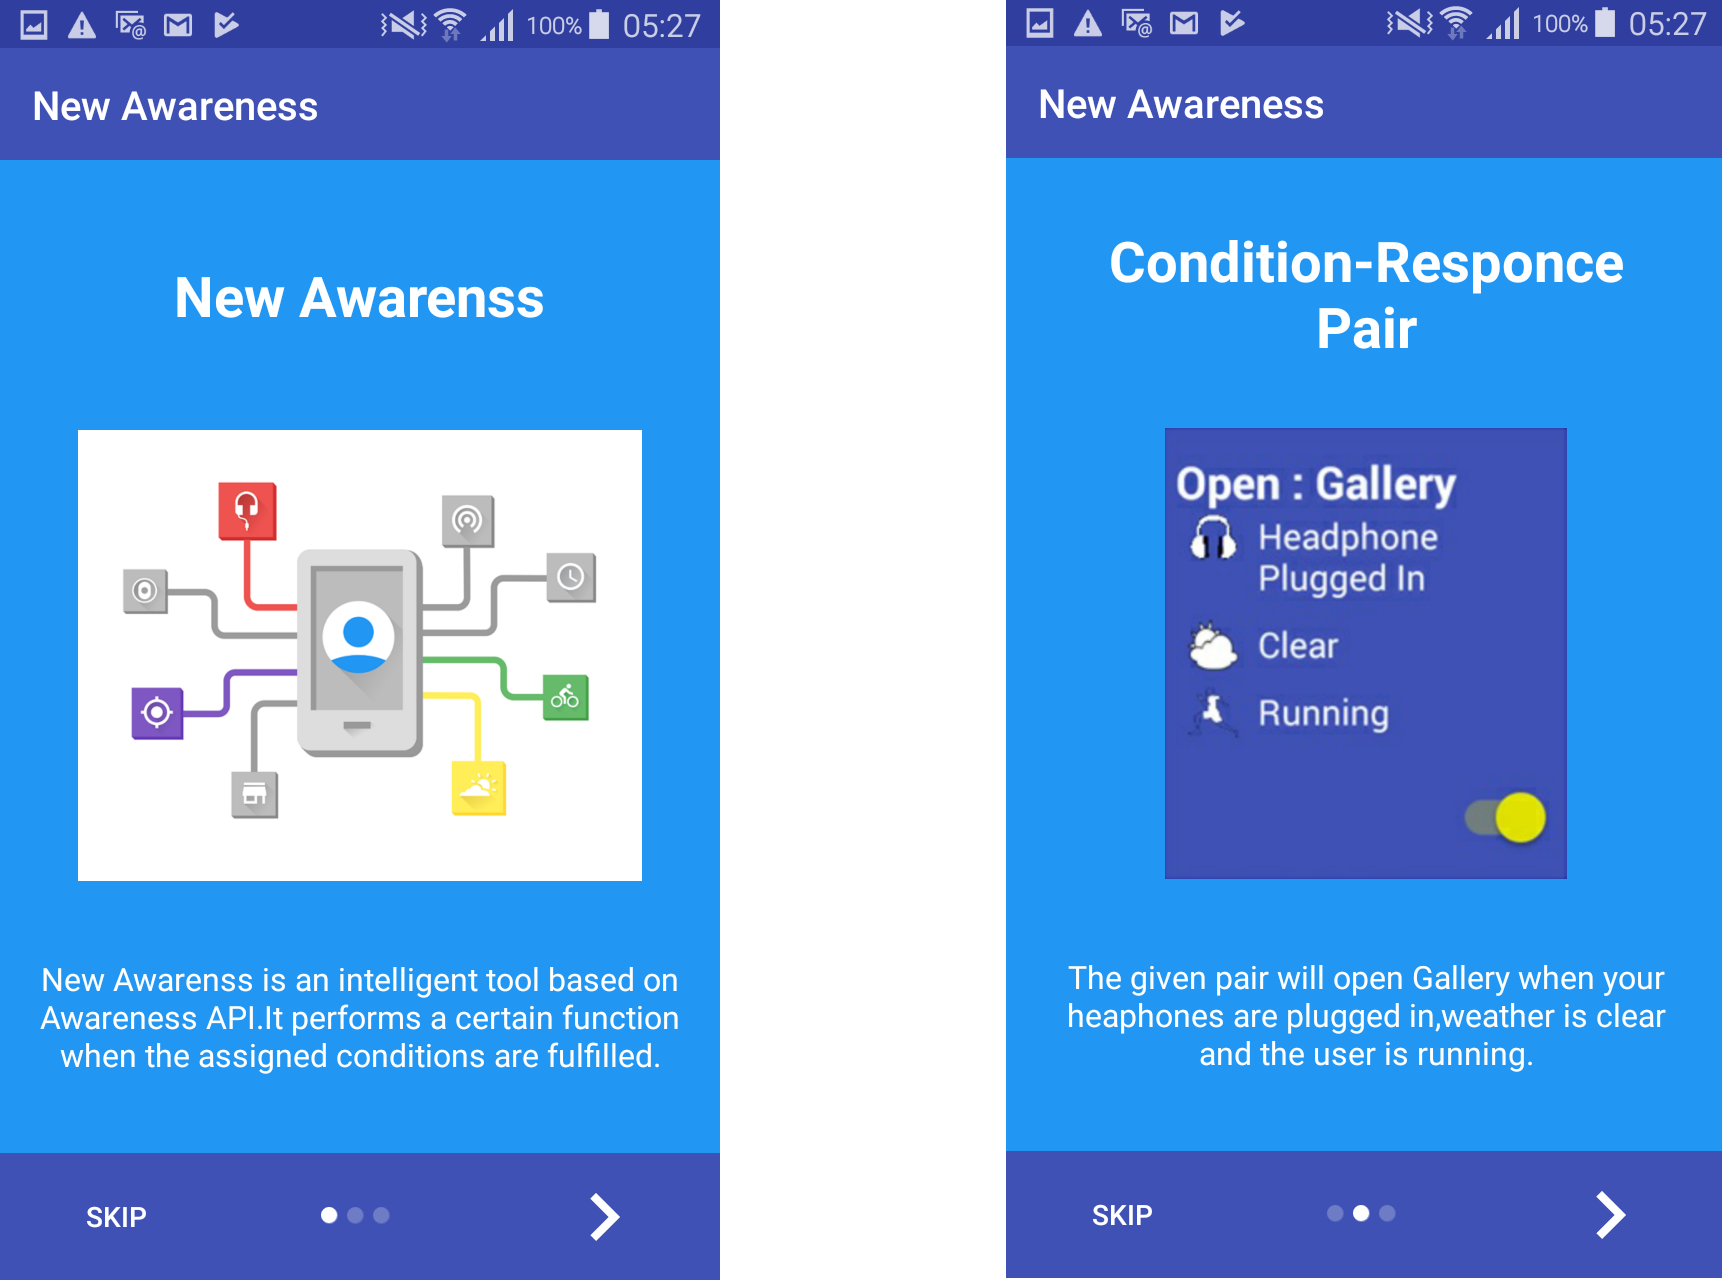 100% 05:27
New Awareness
New Awarenss
New Awarenss is an intelligent tool based on
Awareness API.It performs a certain function
when the assigned conditions are fulfilled.
SKIP
100% 05:27
New Awareness
Condition-Responce
Pair
Open : Gallery
Headphone
Plugged In
Clear
Running
The given pair will open Gallery when your
heaphones are plugged in,weather is clear
and the user is running.
SKIP